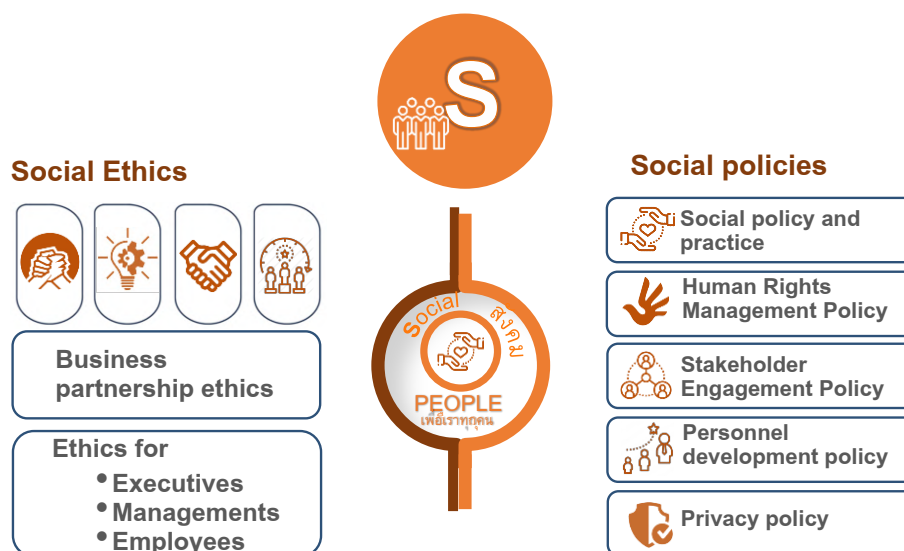 S
Social Ethics
Business
partnership ethics
Ethics for
• Executives
• Managements
• Employees
Social สังคม
PEOPLE
เพื่อเราทุกคน
Social policies
Social policy and
practice
Human Rights
Management Policy
Stakeholder
Engagement Policy
Personnel
development policy
Privacy policy